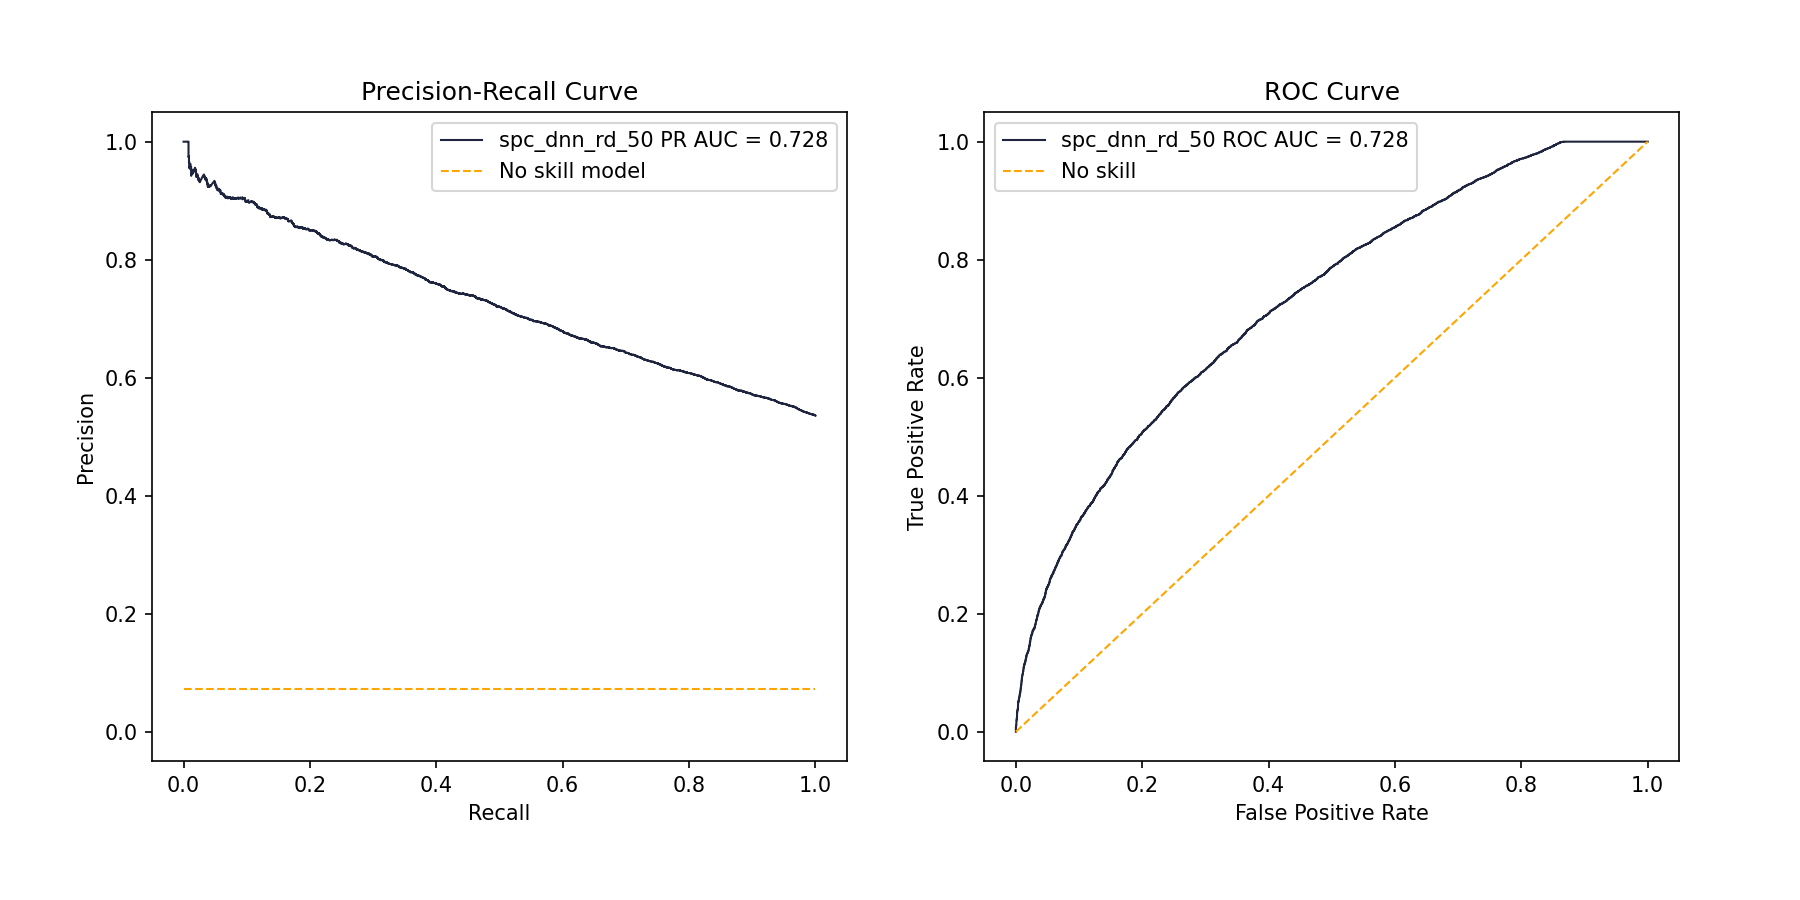 Precision-Recall Curve
spc_dnn_rd_50 PR AUC = 0.728
No skill model
1.0
0.8
0.6
0.4
0.2
0.0
Precision
0.0 0.2 0.4 0.6 0.8 1.0
Recall
ROC Curve
spc_dnn_rd_50 ROC AUC = 0.728
No skill
1.0
0.8
0.6
0.4
0.2
0.0
True Positive Rate
0.0 0.2 0.4 0.6 0.8 1.0
False Positive Rate